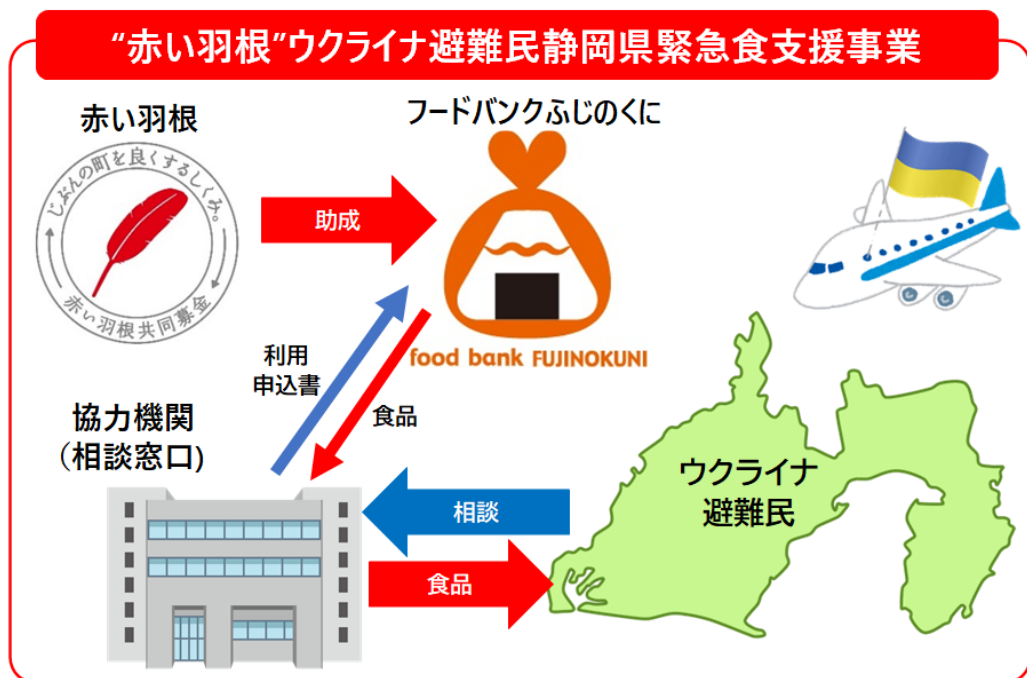 “赤い羽根”ウクライナ避難民静岡県緊急食支援事業
赤い羽根
じぶんの町を良くするしくみ。
赤い羽根共同募金
助成
フードバンクふじのくに
food bank FUJINOKUNI
利用
申込書
食品
協力機関
（相談窓口)
相談
食品
ウクライナ
避難民